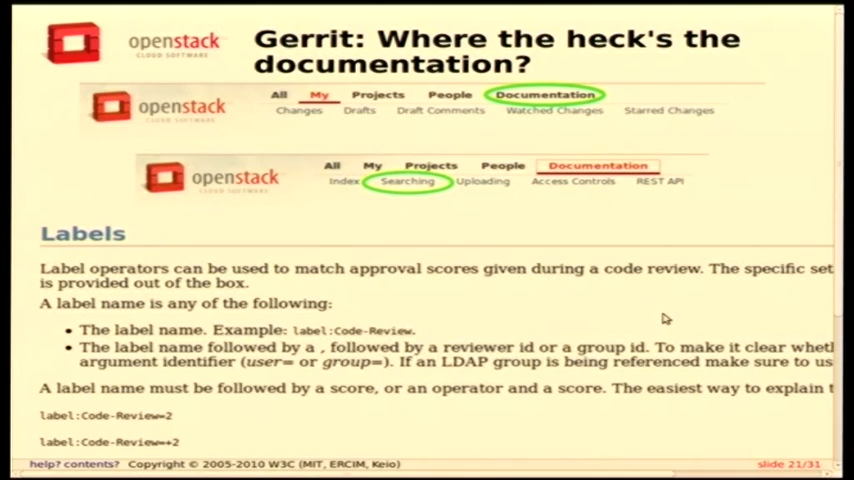 openstack
CLOUD SOFTWARE
Gerrit: Where the heck's the
documentation?
openstack
CLOUD SOFTWARE
All My Projects People Documentation
Changes Drafts Draft Comments Watched Changes Starred Changes
openstack
CLOUD SOFTWARE
All My Projects People Documentation
Index Searching Uploading Access Controls REST API
Labels
Label operators can be used to match approval scores given during a code review. The specific set
is provided out of the box.
A label name is any of the following:
• The label name. Example: label:Code-Review.
• The label name followed by a , followed by a reviewer id or a group id. To make it clear wheth
argument identifier (user= or group=). If an LDAP group is being referenced make sure to us
A label name must be followed by a score, or an operator and a score. The easiest way to explain t
label:Code-Review=2
label:Code-Review=+2
help? contents? Copyright © 2005-2010 W3C (MIT, ERCIM, Keio)
slide 21/31